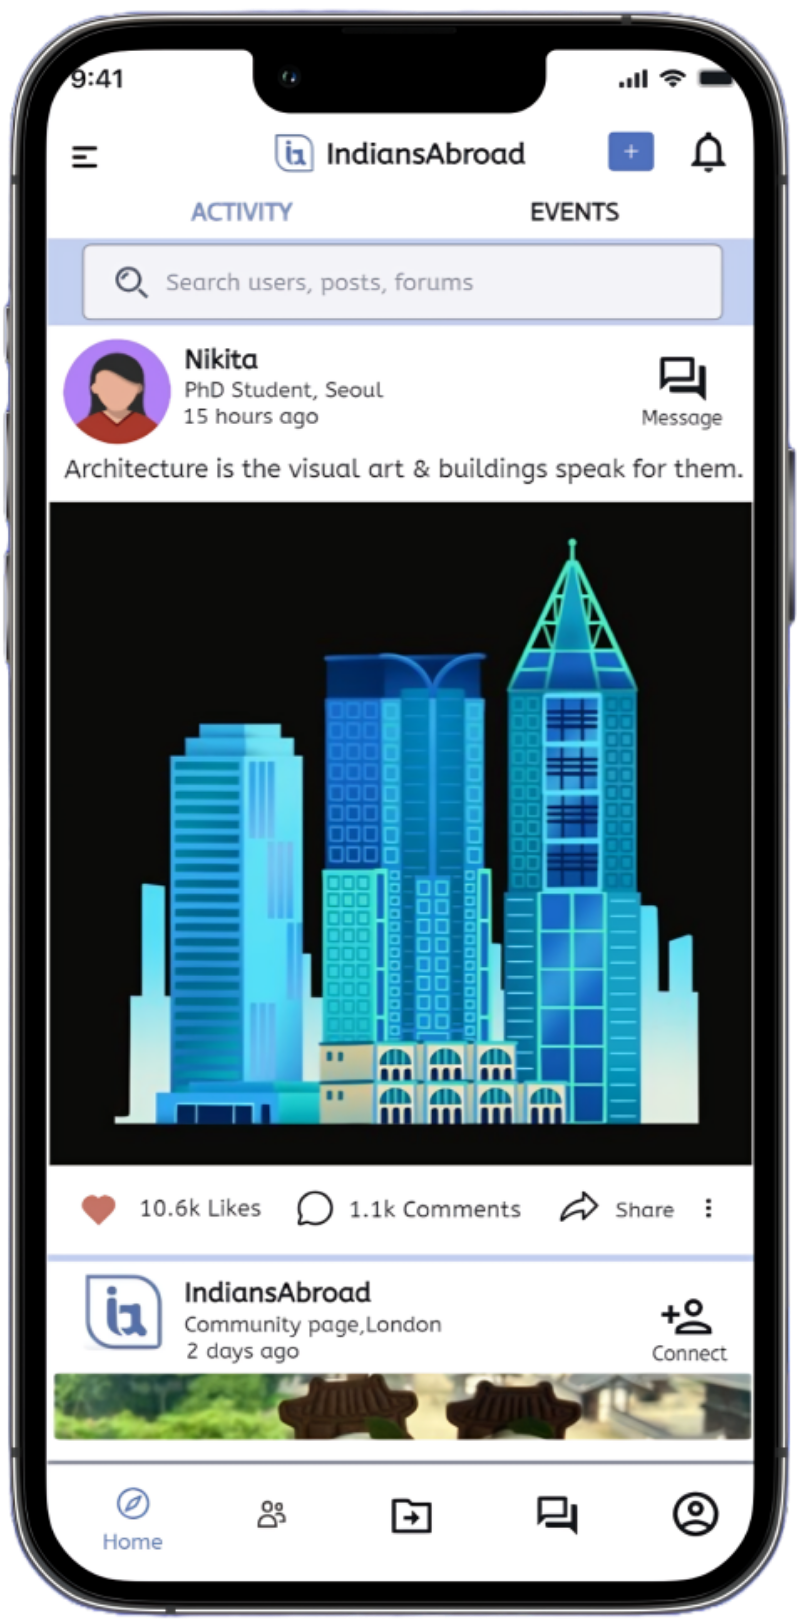 9:41
IndiansAbroad
ACTIVITY EVENTS
Search users, posts, forums
Nikita
PhD Student, Seoul
15 hours ago
Message
Architecture is the visual art & buildings speak for them.
10.6k Likes 1.1k Comments Share
IndiansAbroad
Community page,London
2 days ago
Connect
Home